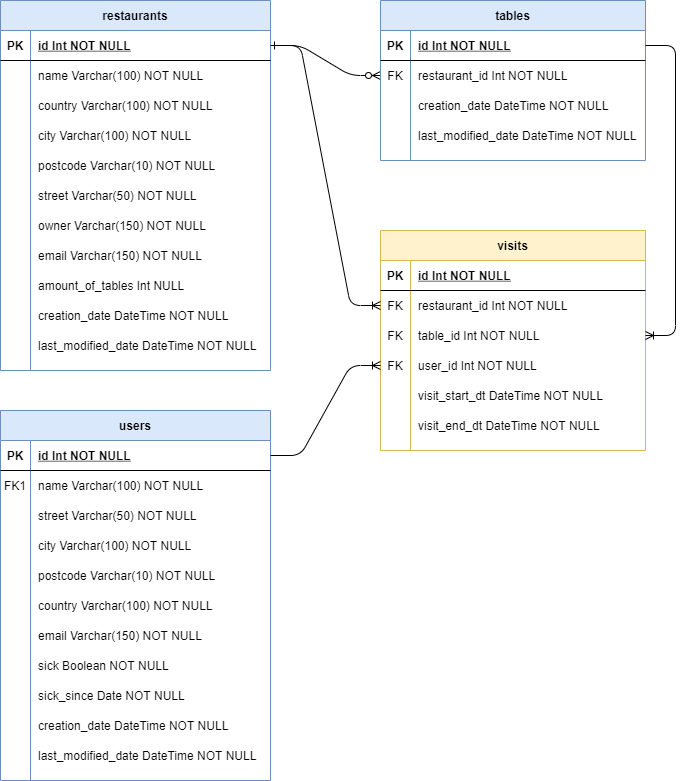 restaurants
PK id Int NOT NULL
name Varchar(100) NOT NULL
country Varchar(100) NOT NULL
city Varchar(100) NOT NULL
postcode Varchar(10) NOT NULL
street Varchar(50) NOT NULL
owner Varchar(150) NOT NULL
email Varchar(150) NOT NULL
amount_of_tables Int NULL
creation_date DateTime NOT NULL
last_modified_date DateTime NOT NULL
tables
PK id Int NOT NULL
FK restaurant_id Int NOT NULL
creation_date DateTime NOT NULL
last_modified_date DateTime NOT NULL
visits
PK id Int NOT NULL
FK restaurant_id Int NOT NULL
FK table_id Int NOT NULL
FK user_id Int NOT NULL
visit_start_dt DateTime NOT NULL
visit_end_dt DateTime NOT NULL
users
PK id Int NOT NULL
FK1 name Varchar(100) NOT NULL
street Varchar(50) NOT NULL
city Varchar(100) NOT NULL
postcode Varchar(10) NOT NULL
country Varchar(100) NOT NULL
email Varchar(150) NOT NULL
sick Boolean NOT NULL
sick_since Date NOT NULL
creation_date DateTime NOT NULL
last_modified_date DateTime NOT NULL